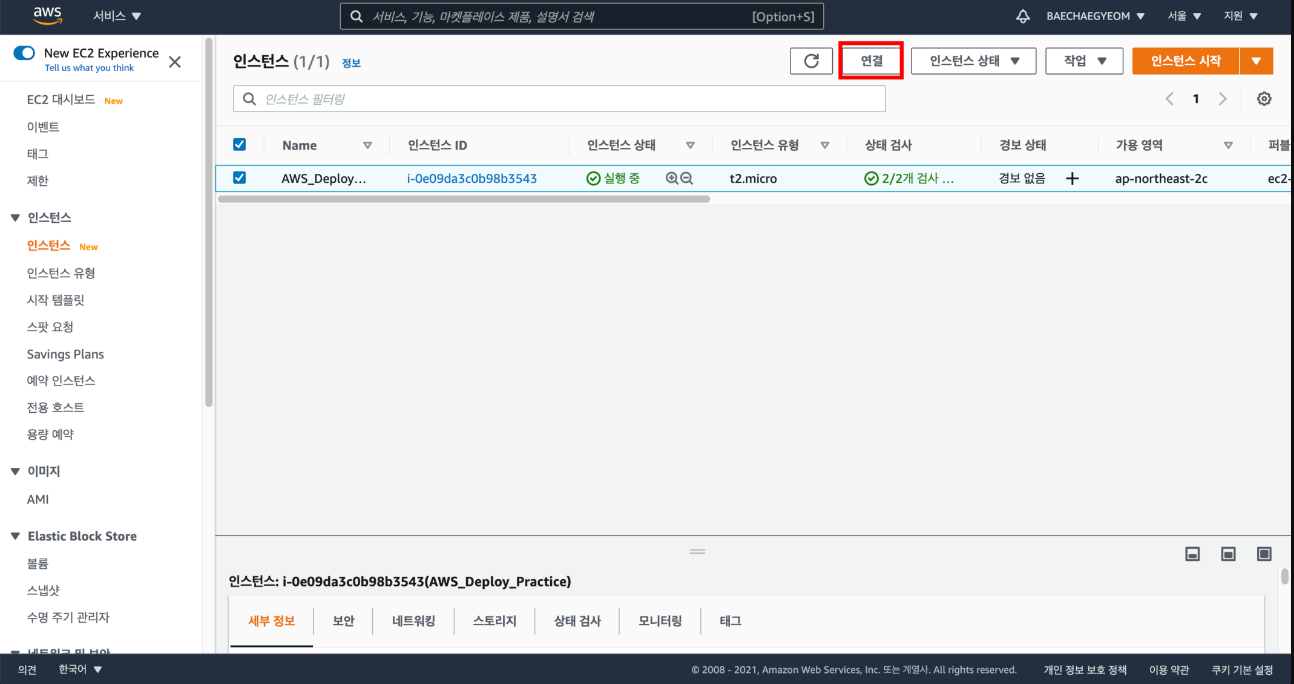 aws
서비스
서비스, 기능, 마켓플레이스 제품, 설명서 검색
[Option+S]
BAECHAEGYEOM
서울
지원
New EC2 Experience
Tell us what you think
EC2 대시보드 New
이벤트
태그
제한
인스턴스
인스턴스 New
인스턴스 유형
시작 템플릿
스팟 요청
Savings Plans
예약 인스턴스
전용 호스트
용량 예약
이미지
AMI
Elastic Block Store
볼륨
스냅샷
수명 주기 관리자
네트워크 및 보안
인스턴스 (1/1) 정보
연결
인스턴스 상태
작업
인스턴스 시작
인스턴스 필터링
1
Name 인스턴스 ID 인스턴스 상태 인스턴스 유형 상태 검사 경보 상태 가용 영역 퍼블
AWS_Deploy... i-0e09da3c0b98b3543 실행 중 t2.micro 2/2개 검사 ... 경보 없음 + ap-northeast-2c ec2-
인스턴스: i-0e09da3c0b98b3543(AWS_Deploy_Practice)
세부 정보 보안 네트워킹 스토리지 상태 검사 모니터링 태그
의견 한국어
© 2008 - 2021, Amazon Web Services, Inc. 또는 계열사. All rights reserved.
개인 정보 보호 정책 이용 약관 쿠키 기본 설정